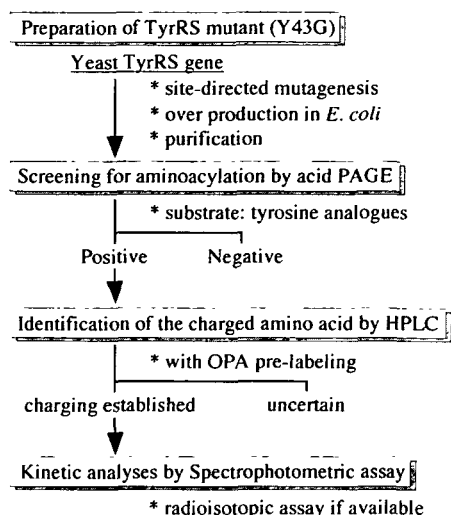 Preparation of TyrRS mutant (Y43G)
Yeast TyrRS gene
* site-directed mutagenesis
* over production in E. coli
* purification
Screening for aminoacylation by acid PAGE
* substrate: tyrosine analogues
Positive Negative
Identification of the charged amino acid by HPLC
* with OPA pre-labeling
charging established uncertain
Kinetic analyses by Spectrophotometric assay
* radioisotopic assay if available